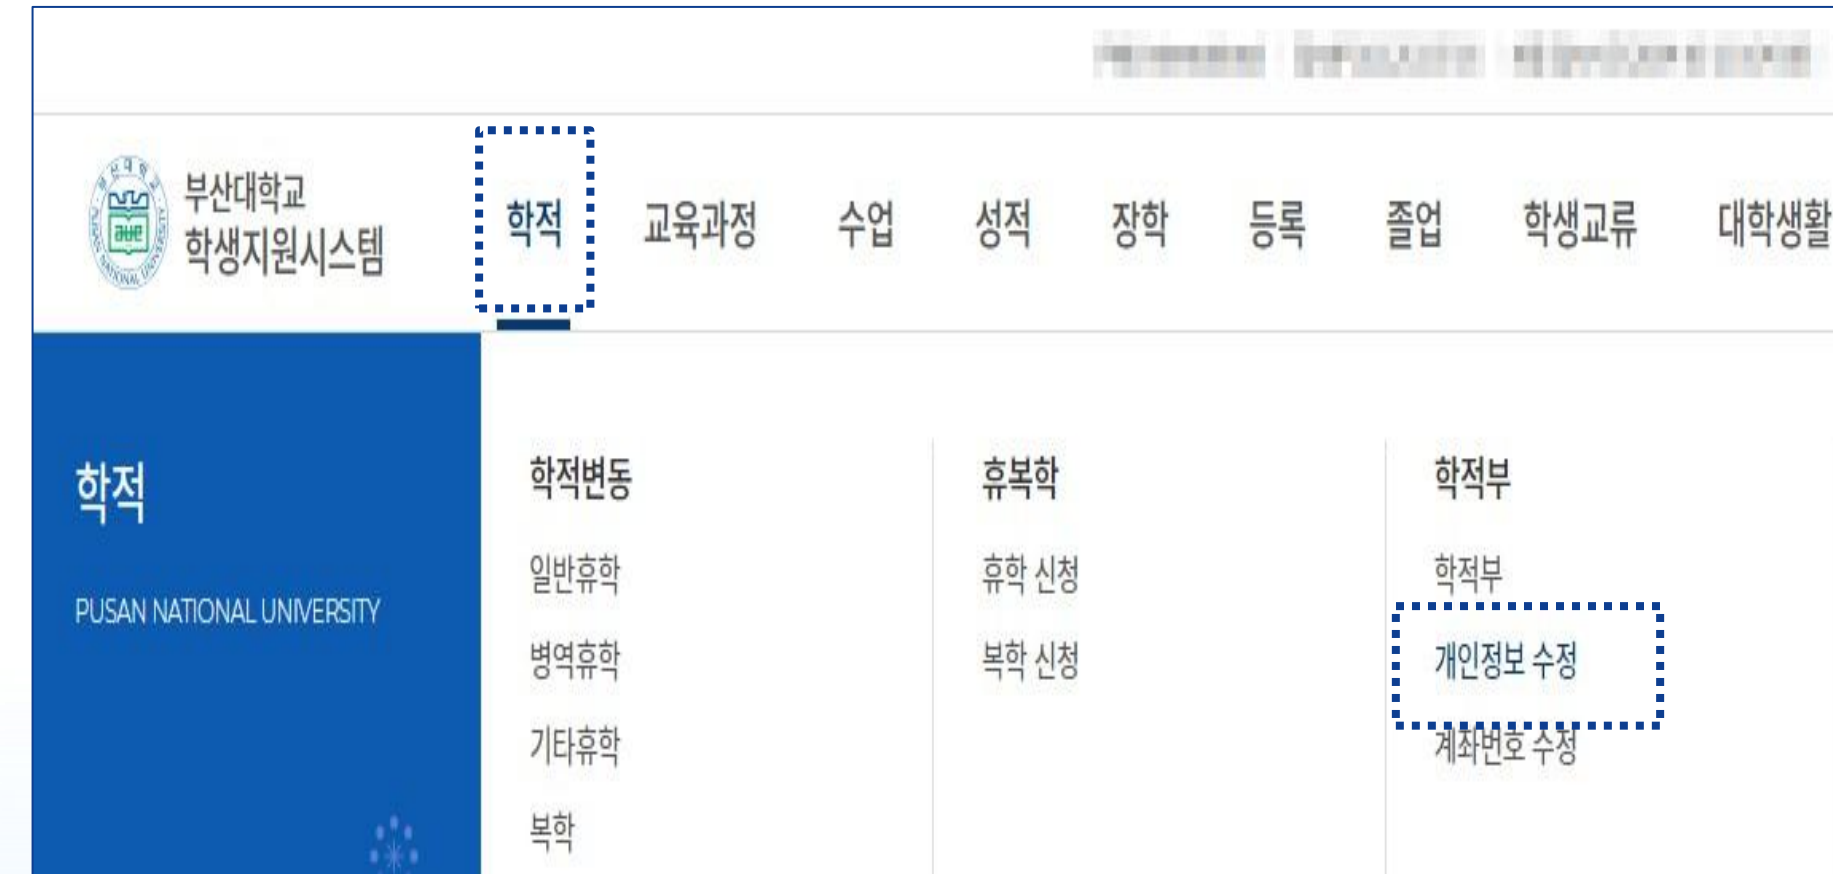 부산대학교
학생지원시스템
학적 교육과정 수업 성적 장학 등록 졸업 학생교류 대학생활
학적
PUSAN NATIONAL UNIVERSITY
학적변동
일반휴학
병역휴학
기타휴학
복학
휴복학
휴학 신청
복학 신청
학적부
학적부
개인정보 수정
계좌번호 수정